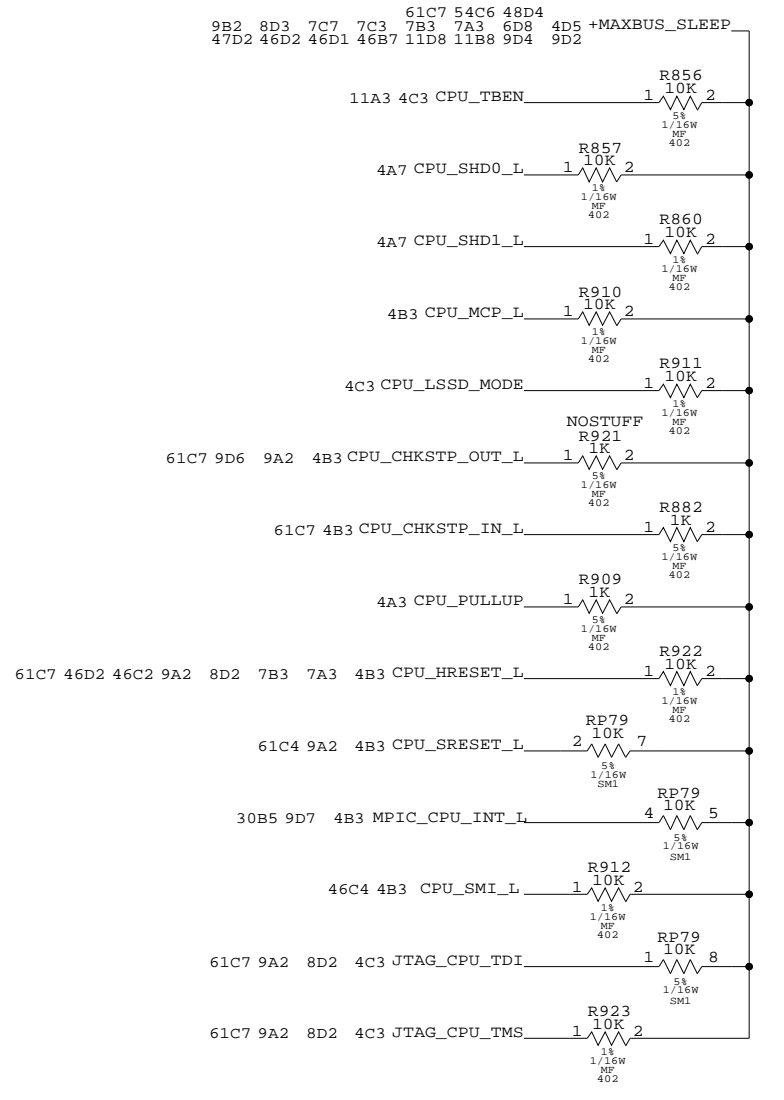 61C7 54C6 48D4
9B2 8D3 7C7 7C3 7B3 7A3 6D8 4D5 +MAXBUS_SLEEP
47D2 46D2 46D1 46B7 11D8 11B8 9D4 9D2
R856
10K
11A3 4C3 CPU_TBEN 1 2
5%
1/16W
MF
402
R857
10K
4A7 CPU_SHD0_L 1 2
1%
1/16W
MF
402
R860
10K
4A7 CPU_SHD1_L 1 2
1%
1/16W
MF
402
R910
10K
4B3 CPU_MCP_L 1 2
1%
1/16W
MF
402
R911
10K
4C3 CPU_LSSD_MODE 1 2
1%
1/16W
MF
402
NOSTUFF
R921
1K
61C7 9D6 9A2 4B3 CPU_CHKSTP_OUT_L 1 2
5%
1/16W
MF
402
R882
1K
61C7 4B3 CPU_CHKSTP_IN_L 1 2
5%
1/16W
MF
402
R909
1K
4A3 CPU_PULLUP 1 2
5%
1/16W
MF
402
R922
10K
61C7 46D2 46C2 9A2 8D2 7B3 7A3 4B3 CPU_HRESET_L 1 2
1%
1/16W
MF
402
RP79
10K
61C4 9A2 4B3 CPU_SRESET_L 2 7
5%
1/16W
SM1
RP79
10K
30B5 9D7 4B3 MPIC_CPU_INT_L 4 5
5%
1/16W
SM1
R912
10K
46C4 4B3 CPU_SMI_L 1 2
1%
1/16W
MF
402
RP79
10K
61C7 9A2 8D2 4C3 JTAG_CPU_TDI 1 8
5%
1/16W
SM1
R923
10K
61C7 9A2 8D2 4C3 JTAG_CPU_TMS 1 2
1%
1/16W
MF
402